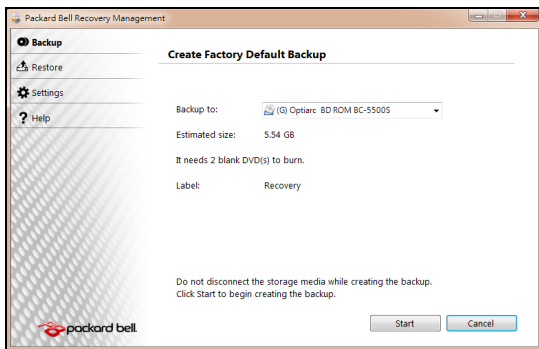 Packard Bell Recovery Management
Backup
Restore
Settings
Help
Create Factory Default Backup
Backup to: (G) Optiarc BD ROM BC-5500S
Estimated size: 5.54 GB
It needs 2 blank DVD(s) to burn.
Label: Recovery
Do not disconnect the storage media while creating the backup.
Click Start to begin creating the backup.
Start Cancel
packard bell.